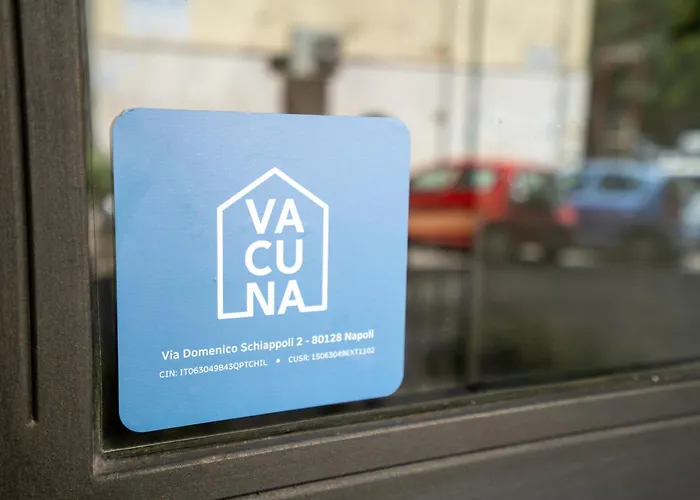 VA
CU
NA
Via Domenico Schiappoli 2 - 80128 Napoli
CIN: IT063049B43QPTCHIL • CUSR: 15063049EXT1102